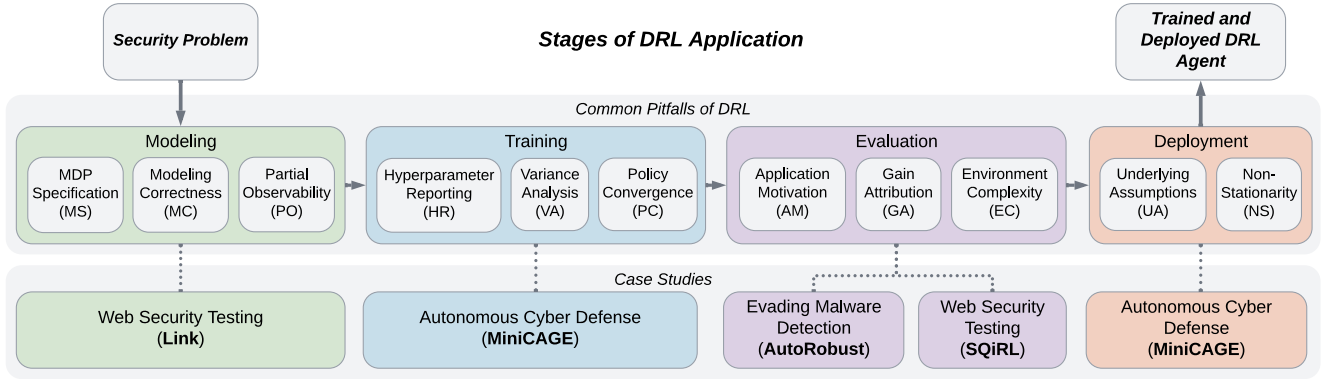 Security Problem
Stages of DRL Application
Trained and
Deployed DRL
Agent
Common Pitfalls of DRL
Modeling
MDP
Specification
(MS)
Modeling
Correctness
(MC)
Partial
Observability
(PO)
Training
Hyperparameter
Reporting
(HR)
Variance
Analysis
(VA)
Policy
Convergence
(PC)
Evaluation
Application
Motivation
(AM)
Gain
Attribution
(GA)
Environment
Complexity
(EC)
Deployment
Underlying
Assumptions
(UA)
Non-
Stationarity
(NS)
Case Studies
Web Security Testing
(Link)
Autonomous Cyber Defense
(MiniCAGE)
Evading Malware
Detection
(AutoRobust)
Web Security
Testing
(SQiRL)
Autonomous Cyber
Defense
(MiniCAGE)